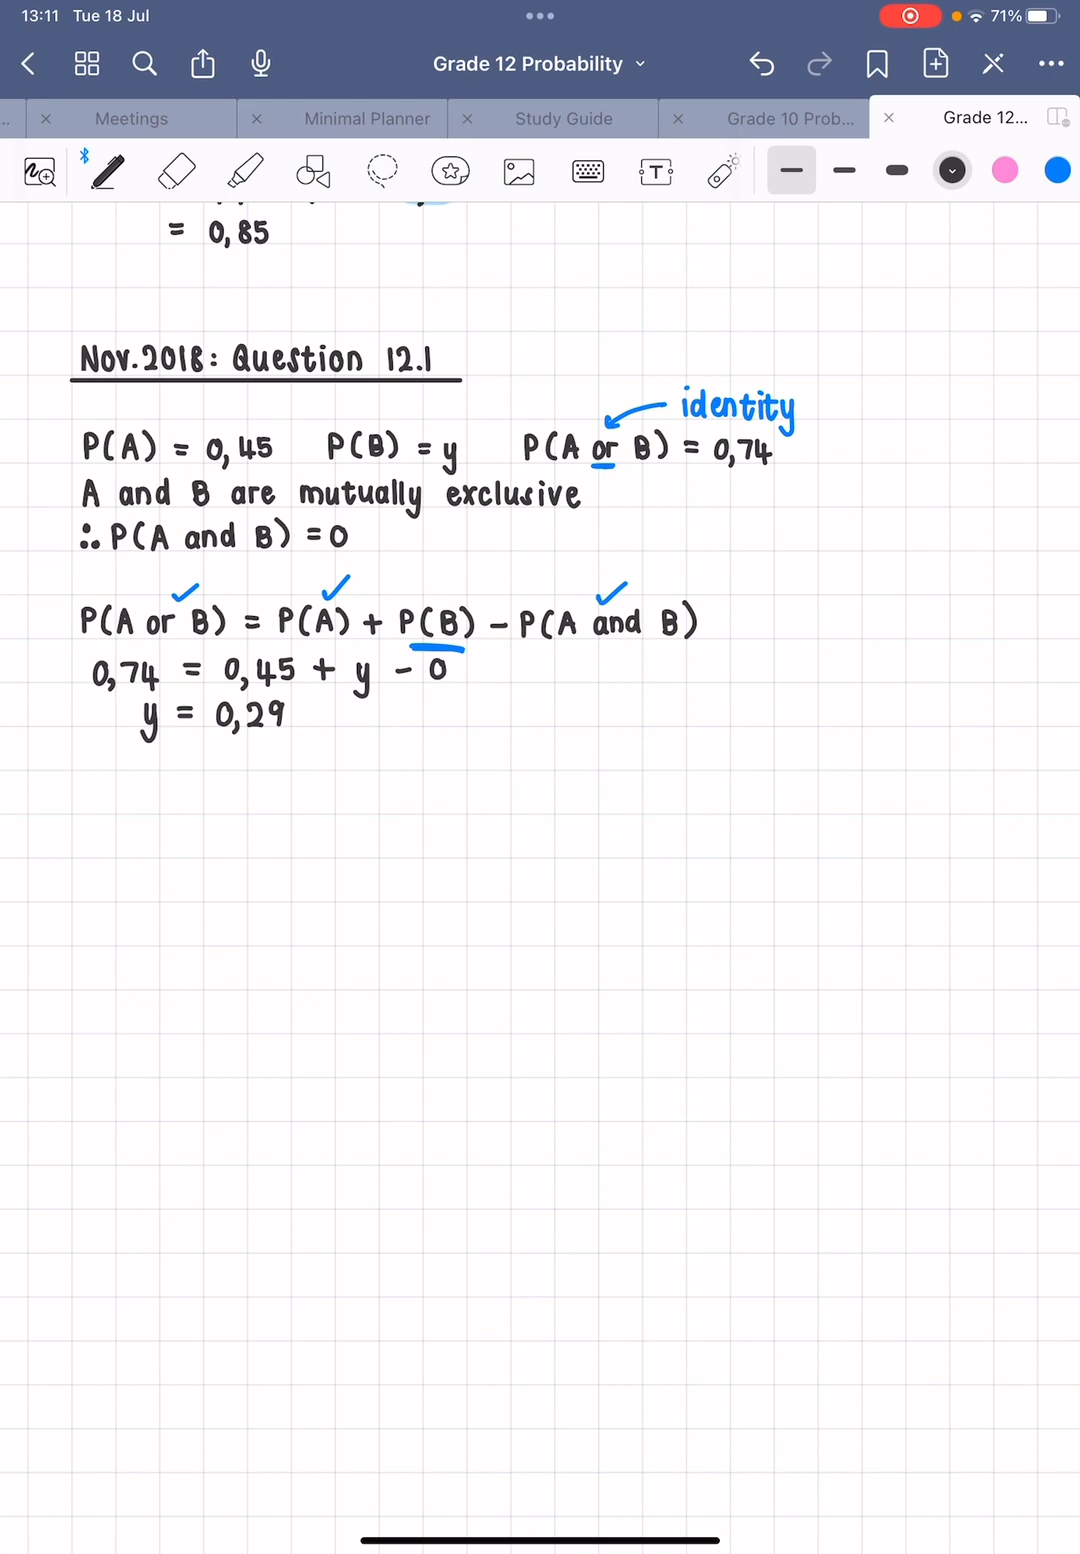 13:11 Tue 18 Jul 71%
Grade 12 Probability
Meetings Minimal Planner Study Guide Grade 10 Prob... Grade 12...
= 0,85
Nov.2018: Question 12.1
identity
P(A) = 0,45 P(B) = y P(A or B) = 0,74
A and B are mutually exclusive
∴ P(A and B) = 0
P(A or B) = P(A) + P(B) - P(A and B)
0,74 = 0,45 + y - 0
y = 0,29